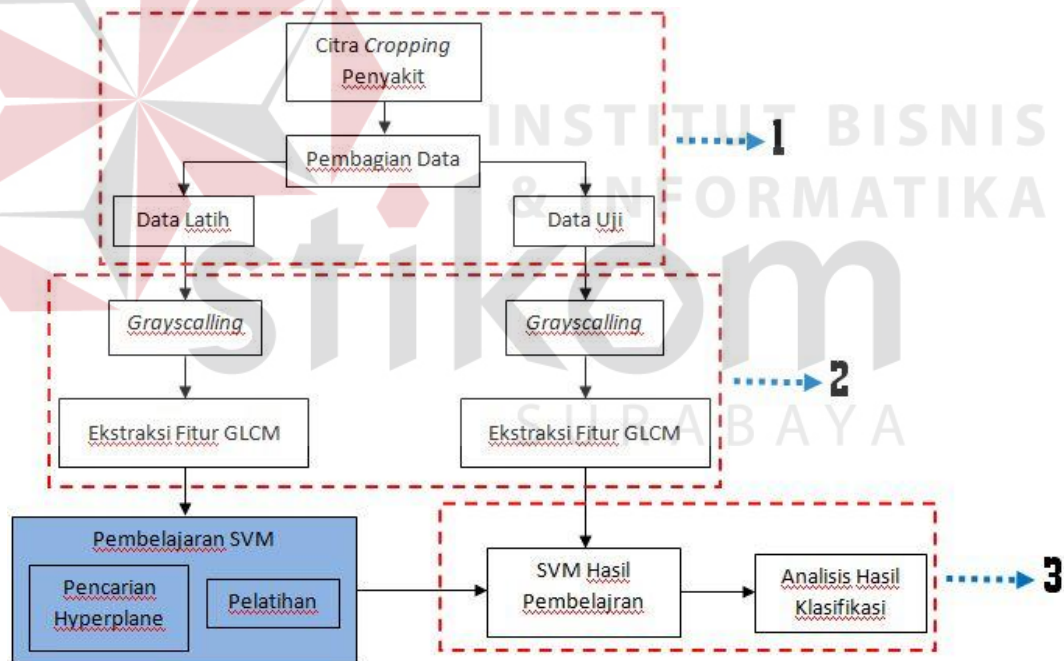 Citra Cropping
Penyakit
INSTITUT BISNIS
1
Pembagian Data
& INFORMATIKA
Data Latih
Data Uji
stikom
Grayscalling
Grayscalling
2
SURABAYA
Ekstraksi Fitur GLCM
Ekstraksi Fitur GLCM
Pembelajaran SVM
Pencarian
Hyperplane
Pelatihan
SVM Hasil
Pembelajran
Analisis Hasil
Klasifikasi
3